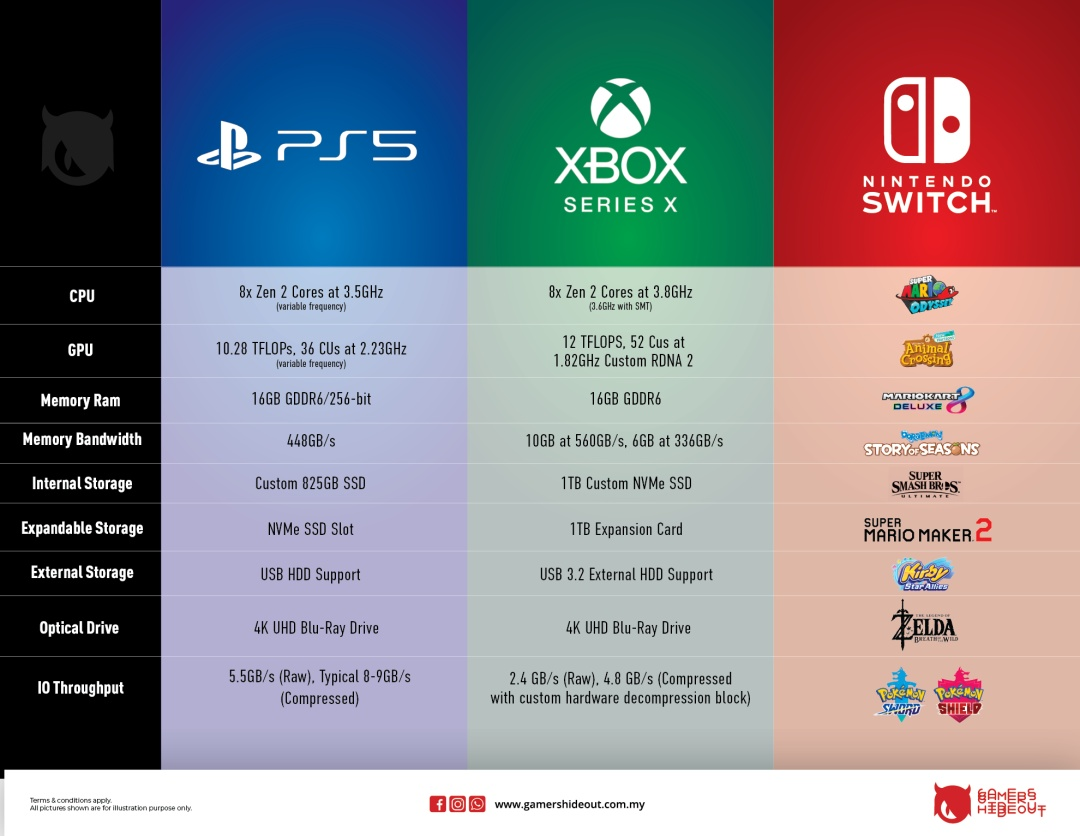 PS5
XBOX
SERIES X
NINTENDO
SWITCH™
CPU
8x Zen 2 Cores at 3.5GHz
(variable frequency)
8x Zen 2 Cores at 3.8GHz
(3.6GHz with SMT)
SUPER
MARIO
ODYSSEY
GPU
10.28 TFLOPs, 36 CUs at 2.23GHz
(variable frequency)
12 TFLOPS, 52 Cus at
1.82GHz Custom RDNA 2
Animal
Crossing
Memory Ram
16GB GDDR6/256-bit
16GB GDDR6
MARIOKART 8
DELUXE
Memory Bandwidth
448GB/s
10GB at 560GB/s, 6GB at 336GB/s
DORAEMON
STORY OF SEASONS
Internal Storage
Custom 825GB SSD
1TB Custom NVMe SSD
SUPER
SMASH BROS.
ULTIMATE
Expandable Storage
NVMe SSD Slot
1TB Expansion Card
SUPER
MARIO MAKER 2
External Storage
USB HDD Support
USB 3.2 External HDD Support
Kirby
Star Allies
Optical Drive
4K UHD Blu-Ray Drive
4K UHD Blu-Ray Drive
THE LEGEND OF
ZELDA
BREATH OF THE WILD
IO Throughput
5.5GB/s (Raw), Typical 8-9GB/s
(Compressed)
2.4 GB/s (Raw), 4.8 GB/s (Compressed
with custom hardware decompression block)
POKéMON
SWORD
POKéMON
SHIELD
Terms & conditions apply.
All pictures shown are for illustration purpose only.
www.gamershideout.com.my
GAMERS
HIDEOUT